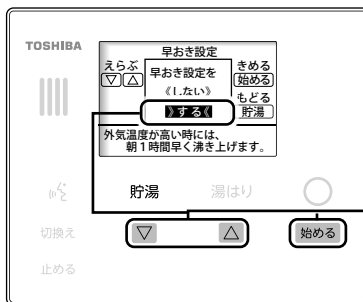 TOSHIBA
早おき設定
えらぶ
▽△
早おき設定を
《しない》
》する《
きめる
始める
もどる
貯湯
外気温度が高い時には、
朝1時間早く沸き上げます。
貯湯
湯はり
切換え
▽
△
始める
止める